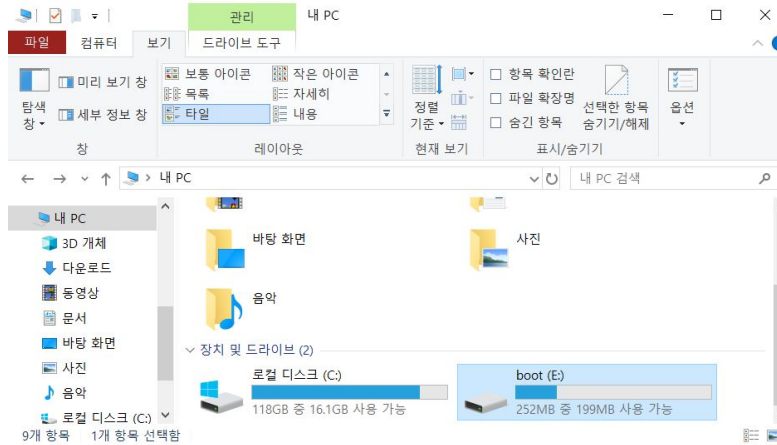 관리
내 PC
파일
컴퓨터
보기
드라이브 도구
미리 보기 창
보통 아이콘
작은 아이콘
항목 확인란
목록
자세히
파일 확장명
탐색
창
세부 정보 창
타일
내용
정렬
기준
숨긴 항목
선택한 항목
숨기기/해제
옵션
창
레이아웃
현재 보기
표시/숨기기
내 PC
내 PC 검색
내 PC
3D 개체
다운로드
동영상
문서
바탕 화면
사진
음악
로컬 디스크 (C:)
바탕 화면
사진
음악
장치 및 드라이브 (2)
로컬 디스크 (C:)
118GB 중 16.1GB 사용 가능
boot (E:)
252MB 중 199MB 사용 가능
9개 항목
1개 항목 선택함